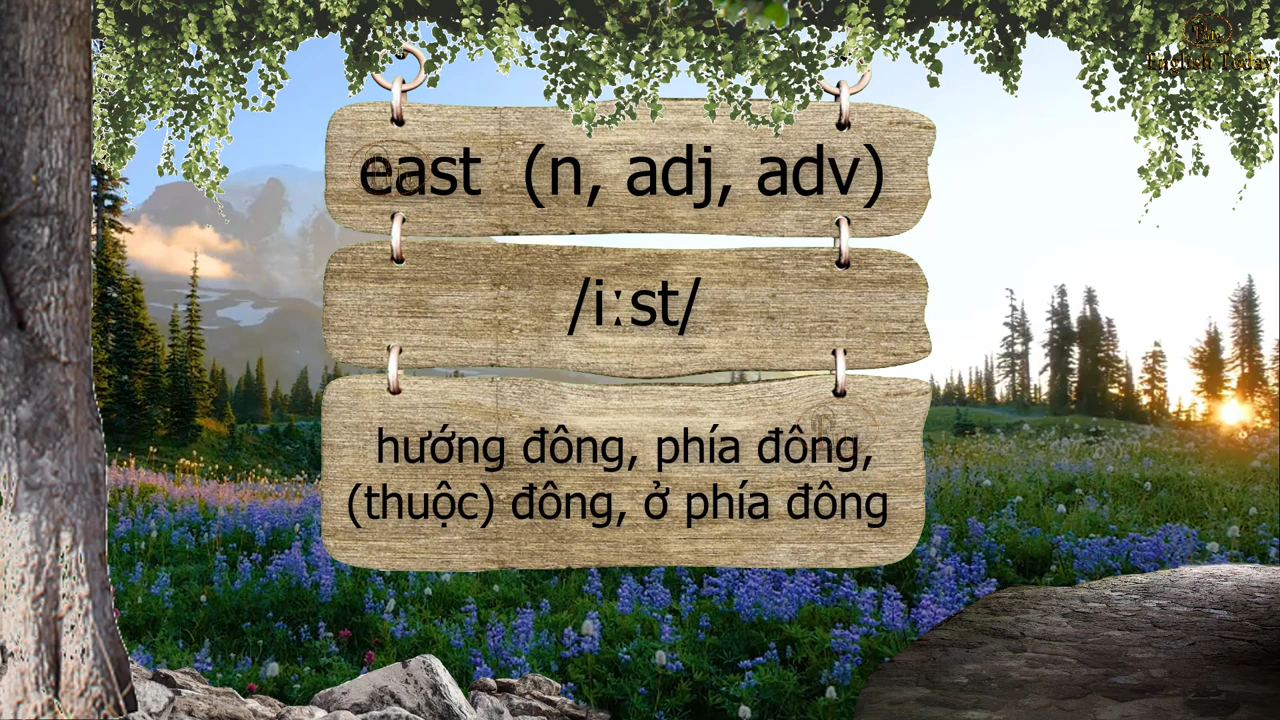 English Today
east (n, adj, adv)
/iːst/
hướng đông, phía đông,
(thuộc) đông, ở phía đông